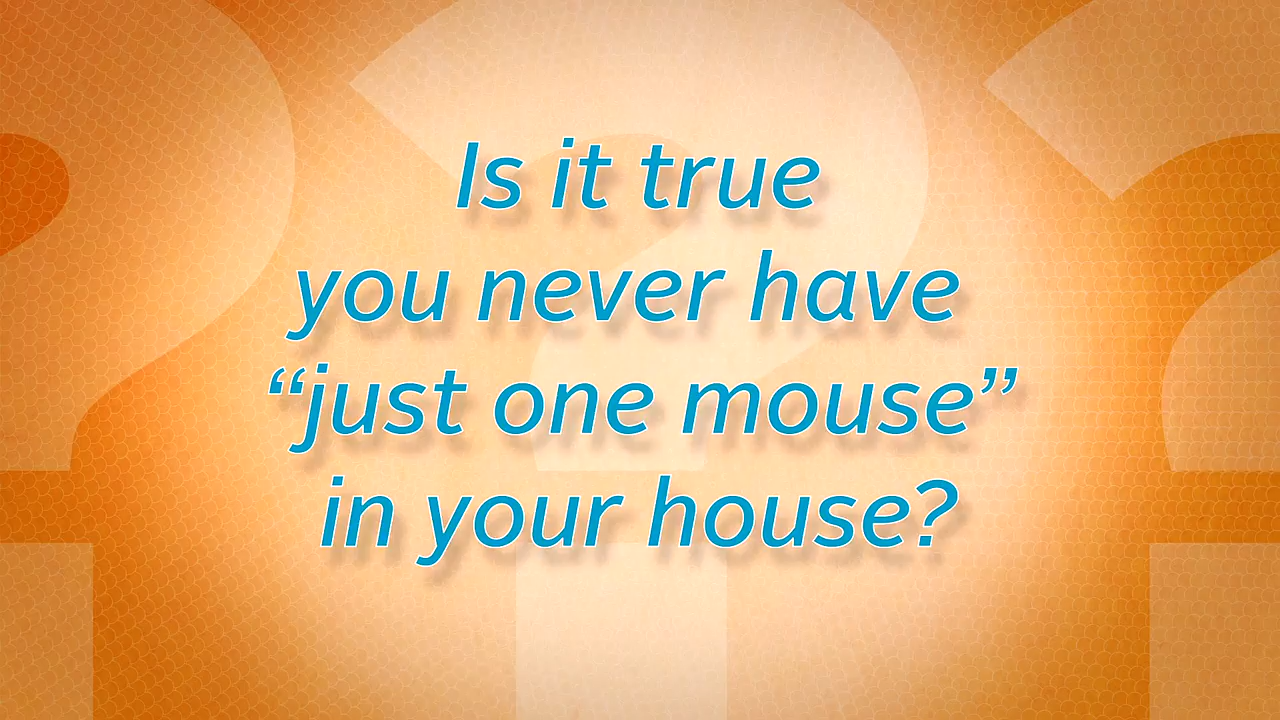 Is it true
you never have
“just one mouse”
in your house?